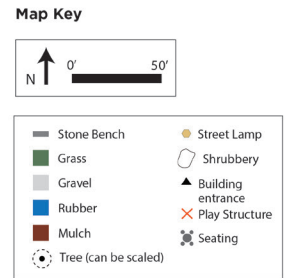 Map Key
N
0' 50'
Stone Bench
Street Lamp
Grass
Shrubbery
Gravel
Building
entrance
Rubber
Play Structure
Mulch
Seating
Tree (can be scaled)